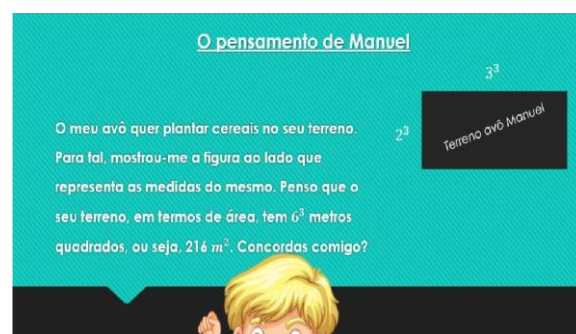 O pensamento de Manuel
3³
O meu avô quer plantar cereais no seu terreno.
2³
Terreno avô Manuel
Para tal, mostrou-me a figura ao lado que
representa as medidas do mesmo. Penso que o
seu terreno, em termos de área, tem 6³ metros
quadrados, ou seja, 216 m². Concordas comigo?